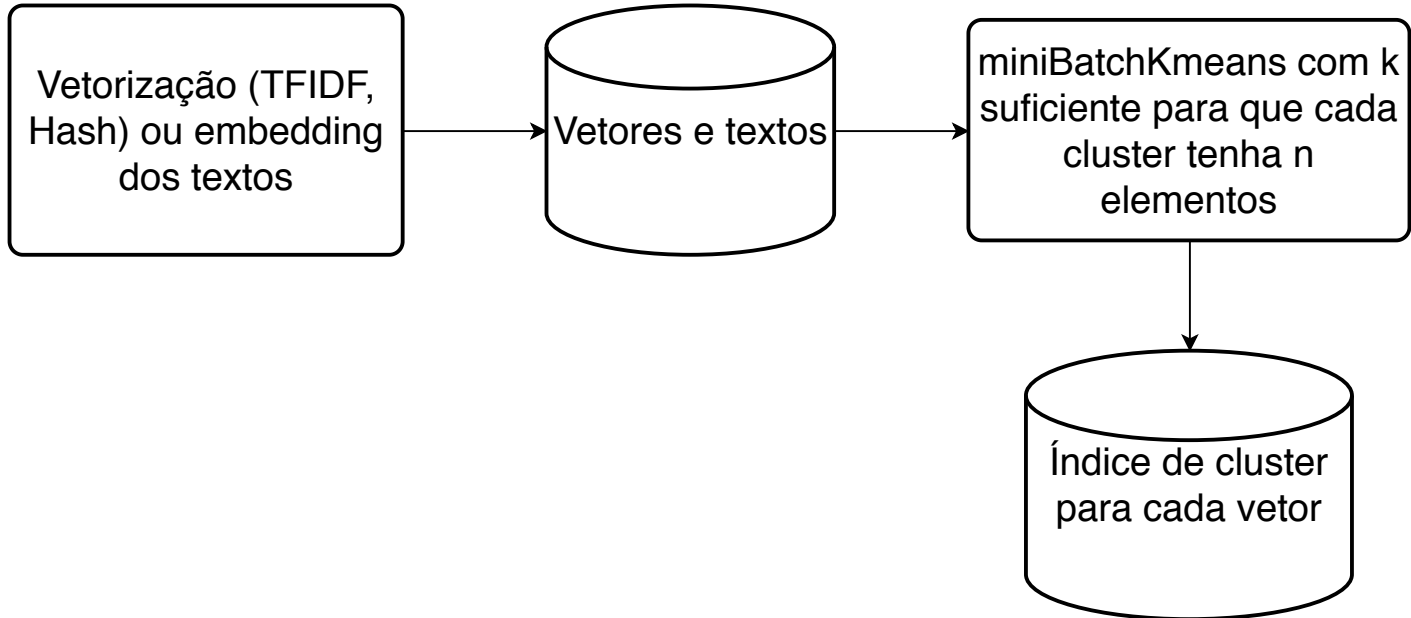 Vetorização (TFIDF,
Hash) ou embedding
dos textos
Vetores e textos
miniBatchKmeans com k
suficiente para que cada
cluster tenha n
elementos
Índice de cluster
para cada vetor